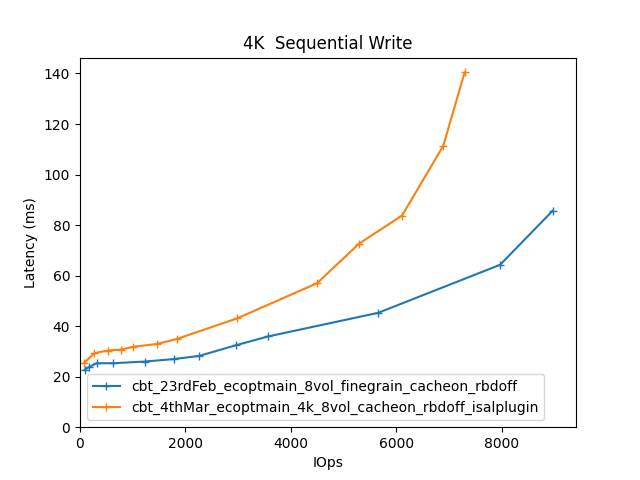 4K  Sequential Write
Latency (ms)
140
120
100
80
60
40
20
0
0 2000 4000 6000 8000
IOps
cbt_23rdFeb_ecoptmain_8vol_finegrain_cacheon_rbdoff
cbt_4thMar_ecoptmain_4k_8vol_cacheon_rbdoff_isalplugin